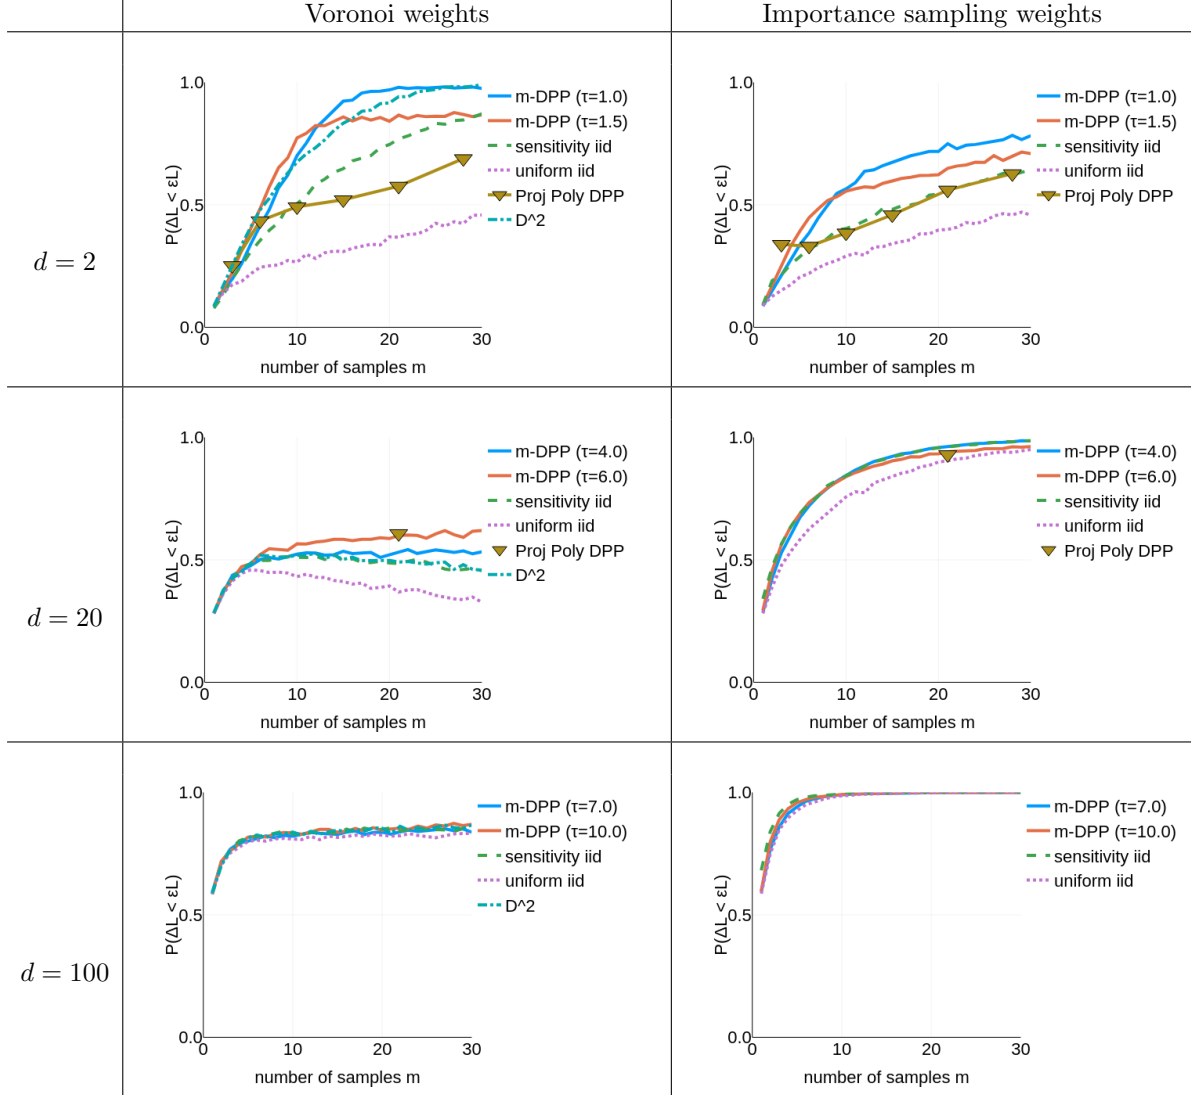 Voronoi weights
Importance sampling weights
d = 2
1.0
0.5
0.0
0
10
20
30
P(ΔL < εL)
number of samples m
m-DPP (τ=1.0)
m-DPP (τ=1.5)
sensitivity iid
uniform iid
Proj Poly DPP
D^2
1.0
0.5
0.0
0
10
20
30
P(ΔL < εL)
number of samples m
m-DPP (τ=1.0)
m-DPP (τ=1.5)
sensitivity iid
uniform iid
Proj Poly DPP
d = 20
1.0
0.5
0.0
0
10
20
30
P(ΔL < εL)
number of samples m
m-DPP (τ=4.0)
m-DPP (τ=6.0)
sensitivity iid
uniform iid
Proj Poly DPP
D^2
1.0
0.5
0.0
0
10
20
30
P(ΔL < εL)
number of samples m
m-DPP (τ=4.0)
m-DPP (τ=6.0)
sensitivity iid
uniform iid
Proj Poly DPP
d = 100
1.0
0.5
0.0
0
10
20
30
P(ΔL < εL)
number of samples m
m-DPP (τ=7.0)
m-DPP (τ=10.0)
sensitivity iid
uniform iid
D^2
1.0
0.5
0.0
0
10
20
30
P(ΔL < εL)
number of samples m
m-DPP (τ=7.0)
m-DPP (τ=10.0)
sensitivity iid
uniform iid